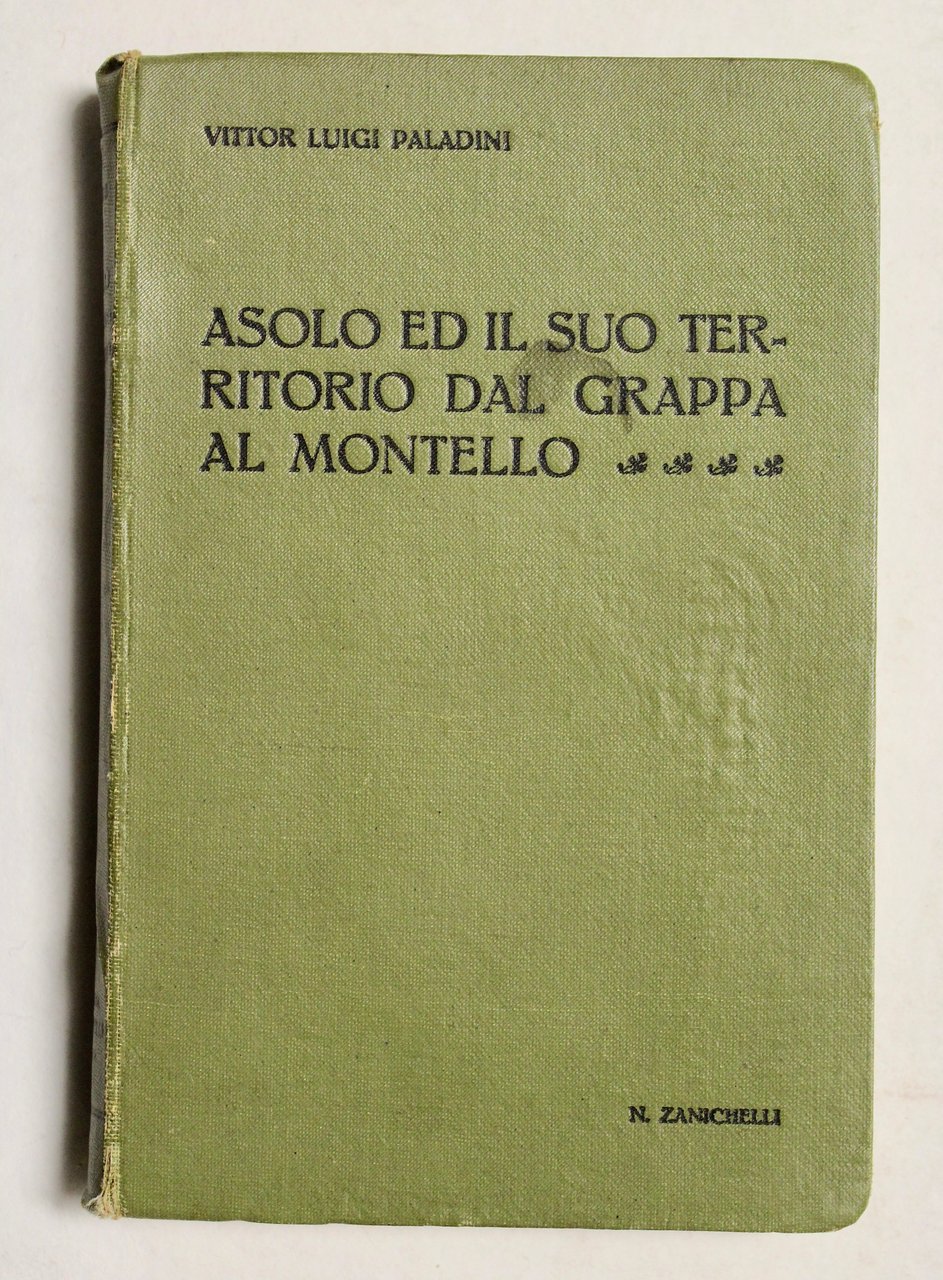 VITTOR LUIGI PALADINI
ASOLO ED IL SUO TER-
RITORIO DAL GRAPPA
AL MONTELLO
N. ZANICHELLI